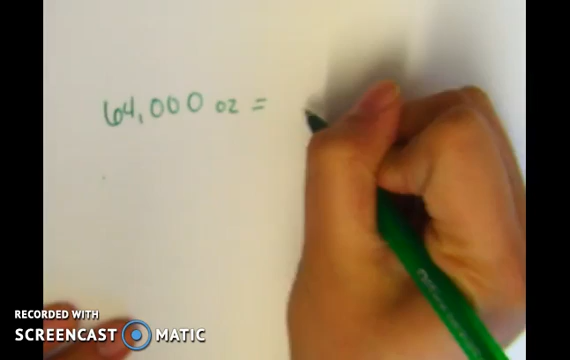 64,000 oz =
RECORDED WITH
SCREENCAST MATIC